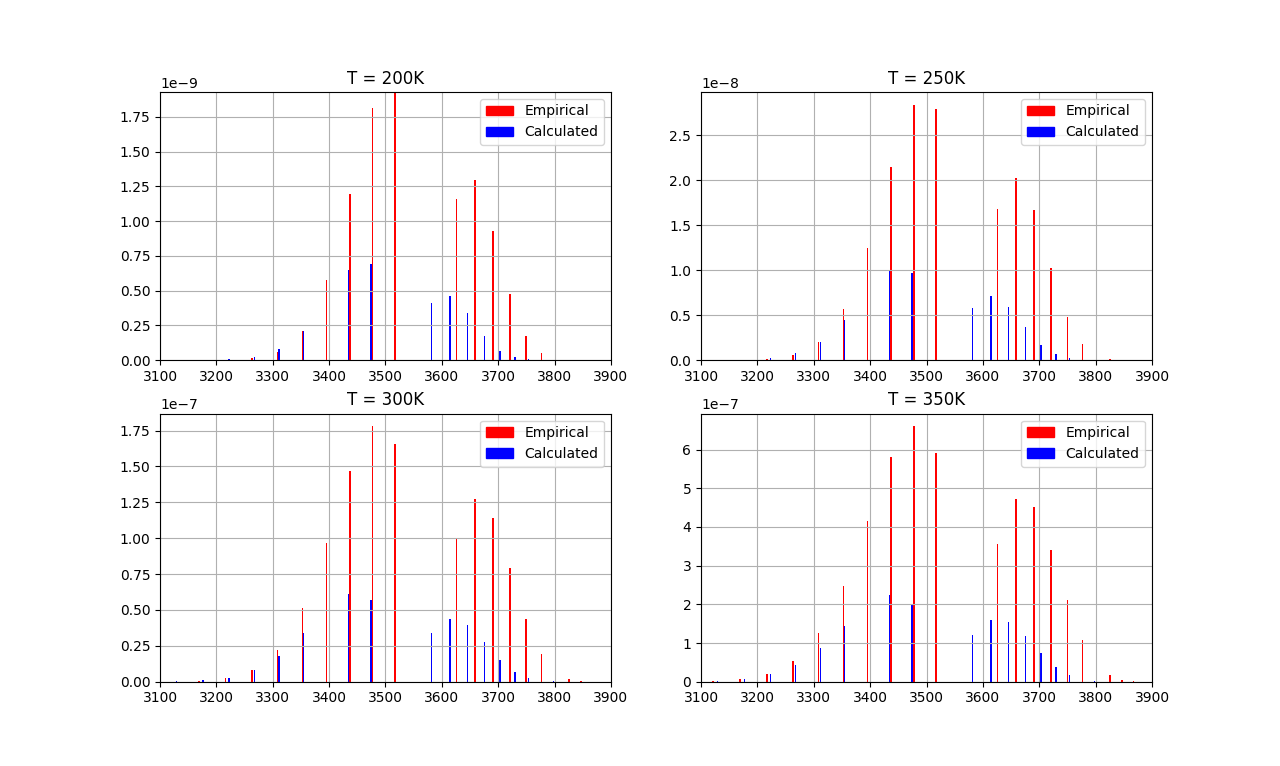 T = 200K
1e−9
Empirical
Calculated
1.75
1.50
1.25
1.00
0.75
0.50
0.25
0.00
3100 3200 3300 3400 3500 3600 3700 3800 3900
T = 250K
1e−8
Empirical
Calculated
2.5
2.0
1.5
1.0
0.5
0.0
3100 3200 3300 3400 3500 3600 3700 3800 3900
T = 300K
1e−7
Empirical
Calculated
1.75
1.50
1.25
1.00
0.75
0.50
0.25
0.00
3100 3200 3300 3400 3500 3600 3700 3800 3900
T = 350K
1e−7
Empirical
Calculated
6
5
4
3
2
1
0
3100 3200 3300 3400 3500 3600 3700 3800 3900